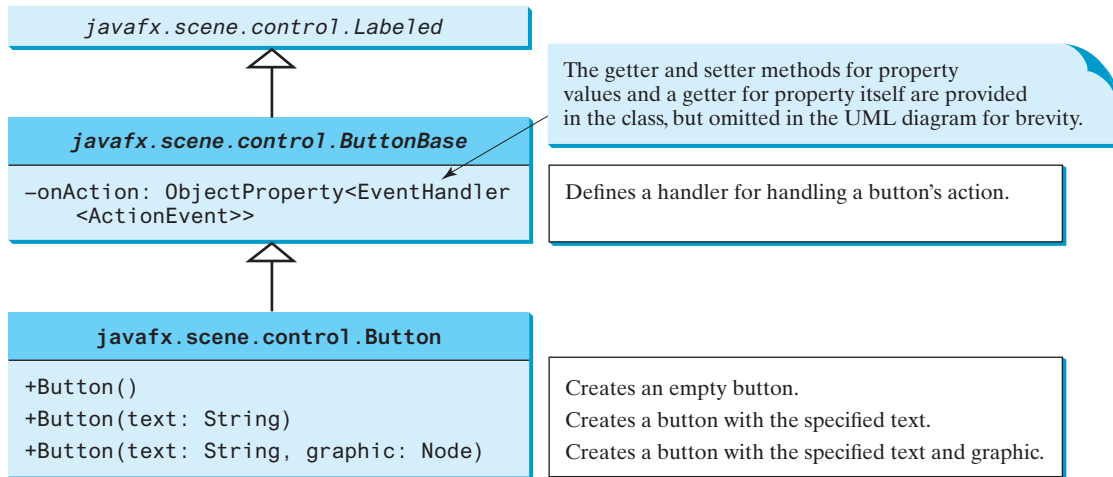 javafx.scene.control.Labeled
The getter and setter methods for property
values and a getter for property itself are provided
in the class, but omitted in the UML diagram for brevity.
javafx.scene.control.ButtonBase
–onAction: ObjectProperty<EventHandler
<ActionEvent>>
Defines a handler for handling a button's action.
javafx.scene.control.Button
+Button()
+Button(text: String)
+Button(text: String, graphic: Node)
Creates an empty button.
Creates a button with the specified text.
Creates a button with the specified text and graphic.